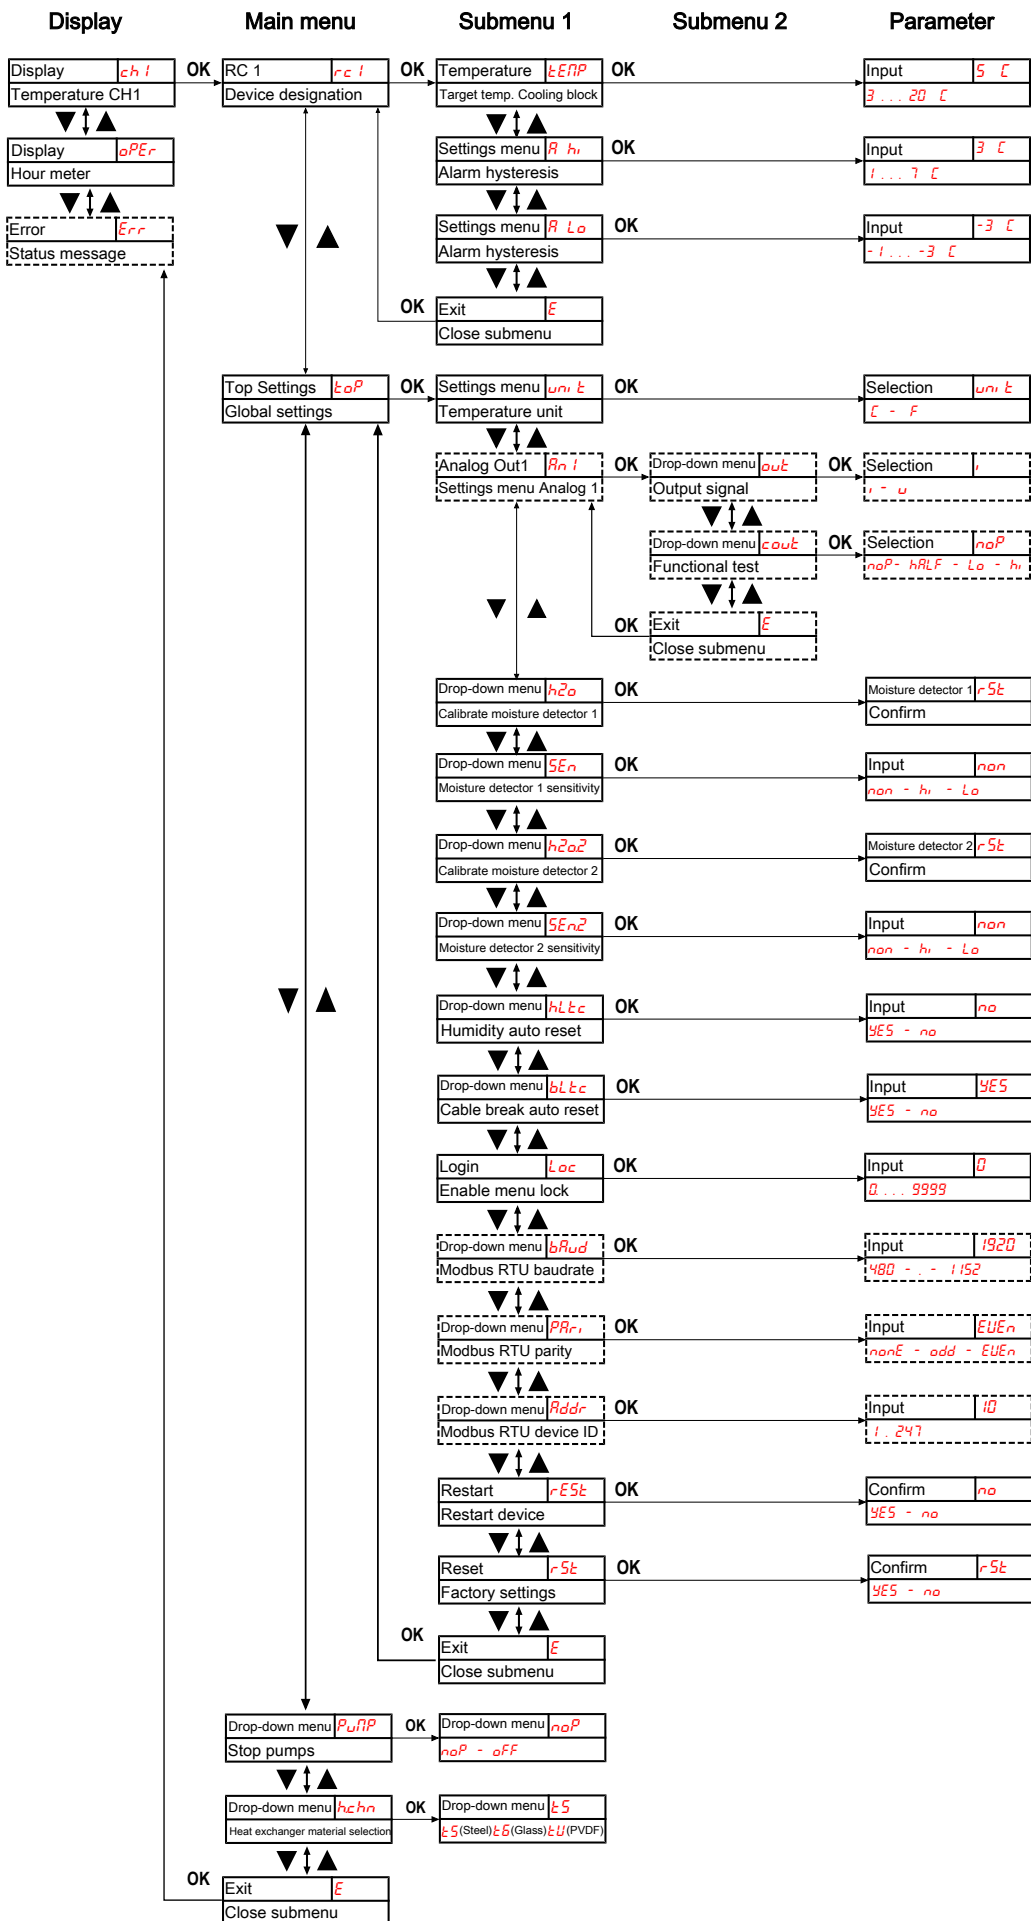 Display Main menu Submenu 1 Submenu 2 Parameter
Display ch1 OK RC 1 rc1 OK Temperature tEMP OK Input 5 C
Temperature CH1 Device designation Target temp. Cooling block 3 ... 20 C
Display oPEr Settings menu A hi OK Input 3 C
Hour meter Alarm hysteresis 1 ... 7 C
Error Err Settings menu A Lo OK Input -3 C
Status message Alarm hysteresis -1 ... -3 C
OK Exit E
Close submenu
Top Settings toP OK Settings menu unit OK Selection unit
Global settings Temperature unit C - F
Analog Out1 An1 OK Drop-down menu out OK Selection i
Settings menu Analog 1 Output signal i - u
Drop-down menu cout OK Selection noP
Functional test noP- hALF - Lo - hi
OK Exit E
Close submenu
Drop-down menu h2o OK Moisture detector 1 rSt
Calibrate moisture detector 1 Confirm
Drop-down menu SEn OK Input non
Moisture detector 1 sensitivity non - hi - Lo
Drop-down menu h2o.2 OK Moisture detector 2 rSt
Calibrate moisture detector 2 Confirm
Drop-down menu SEn.2 OK Input non
Moisture detector 2 sensitivity non - hi - Lo
Drop-down menu hLtc OK Input no
Humidity auto reset YES - no
Drop-down menu bLtc OK Input YES
Cable break auto reset YES - no
Login Loc OK Input 0
Enable menu lock 0. ... 9999
Drop-down menu bAud OK Input 1920
Modbus RTU baudrate 480 - . - 1152
Drop-down menu PAri OK Input EUEn
Modbus RTU parity nonE - odd - EUEn
Drop-down menu Addr OK Input 10
Modbus RTU device ID 1 . 247
Restart rESt OK Confirm no
Restart device YES - no
Reset rSt OK Confirm rSt
Factory settings YES - no
OK Exit E
Close submenu
Drop-down menu PuMP OK Drop-down menu noP
Stop pumps noP - oFF
Drop-down menu h.chn OK Drop-down menu tS
Heat exchanger material selection tS(Steel) tG(Glass) tU(PVDF)
OK Exit E
Close submenu